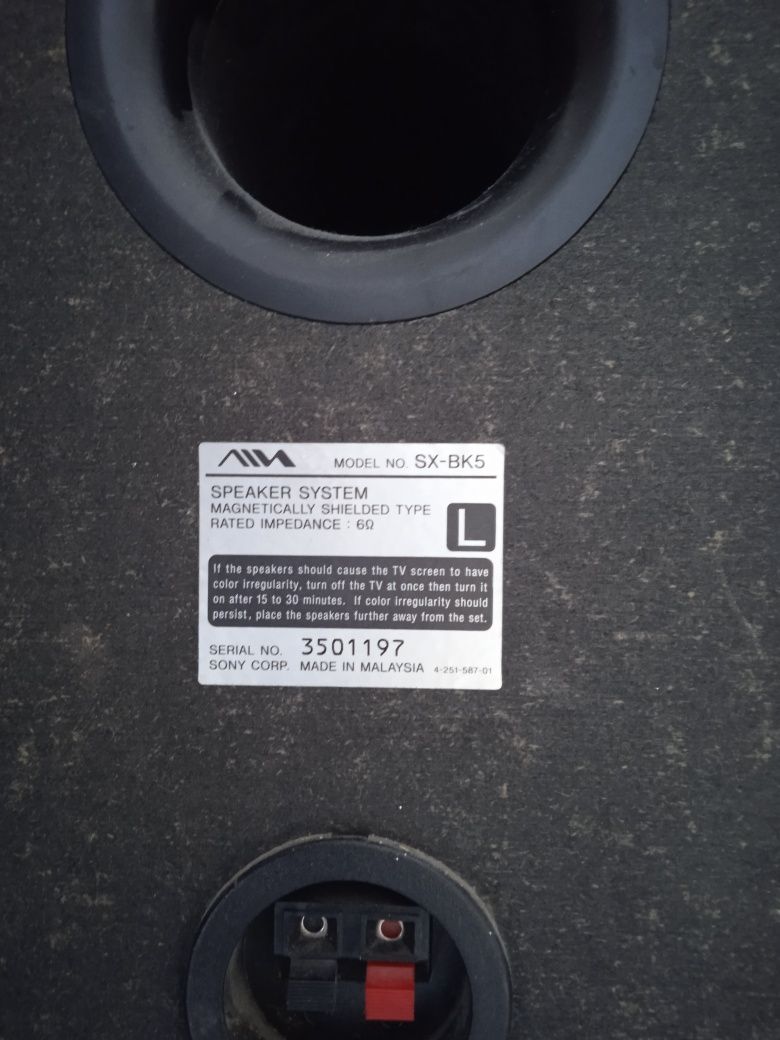 AIWA MODEL NO. SX-BK5
SPEAKER SYSTEM
MAGNETICALLY SHIELDED TYPE
RATED IMPEDANCE : 6Ω
L
If the speakers should cause the TV screen to have
color irregularity, turn off the TV at once then turn it
on after 15 to 30 minutes. If color irregularity should
persist, place the speakers further away from the set.
SERIAL NO. 3501197
SONY CORP. MADE IN MALAYSIA 4-251-587-01